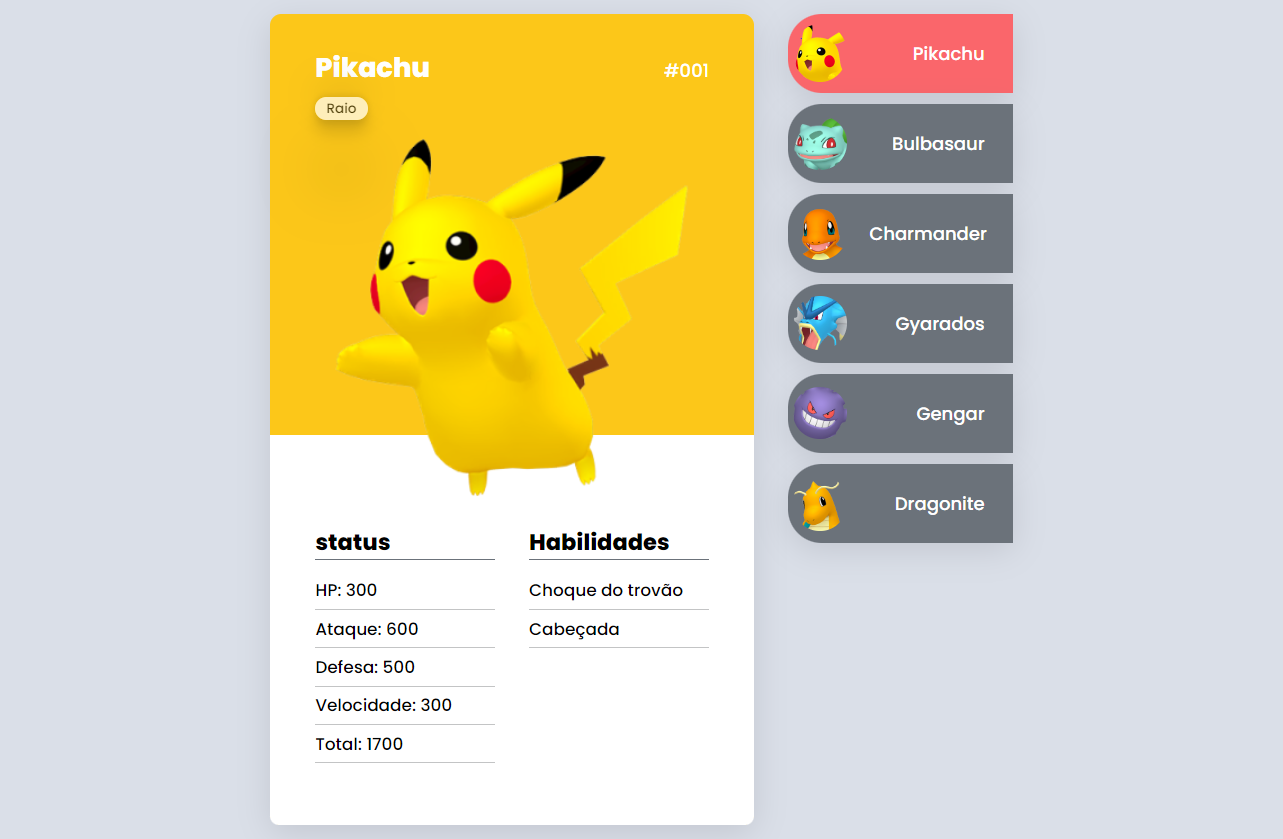 Pikachu
#001
Raio
status
HP: 300
Ataque: 600
Defesa: 500
Velocidade: 300
Total: 1700
Habilidades
Choque do trovão
Cabeçada
Pikachu
Bulbasaur
Charmander
Gyarados
Gengar
Dragonite